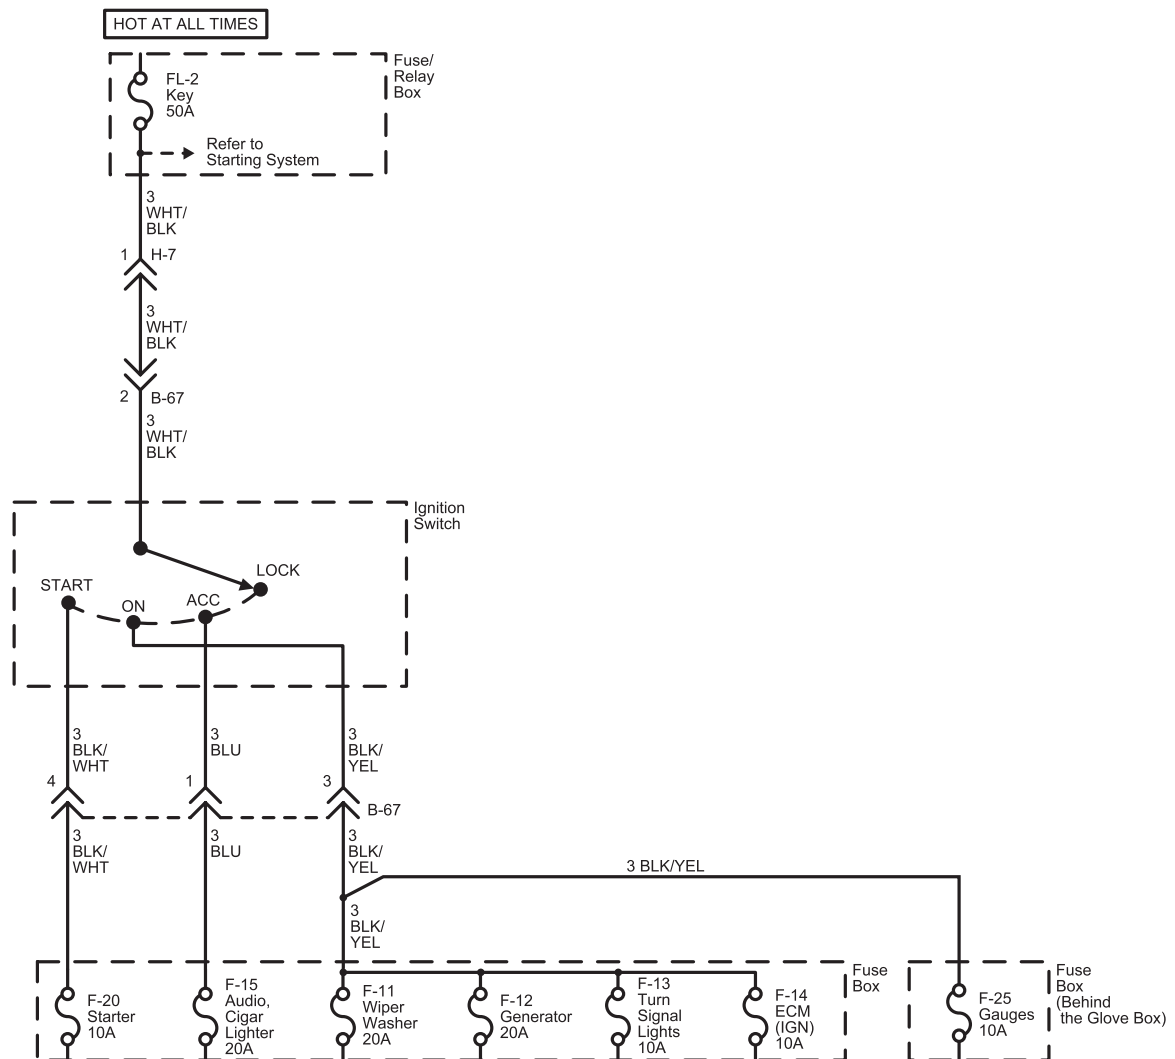 HOT AT ALL TIMES
Fuse/
Relay
Box
FL-2
Key
50A
Refer to
Starting System
3
WHT/
BLK
1 H-7
3
WHT/
BLK
2 B-67
3
WHT/
BLK
Ignition
Switch
LOCK
START
ON
ACC
3
BLK/
WHT
3
BLU
3
BLK/
YEL
4
1
3
B-67
3
BLK/
WHT
3
BLU
3
BLK/
YEL
3 BLK/YEL
3
BLK/
YEL
F-20
Starter
10A
F-15
Audio,
Cigar
Lighter
20A
F-11
Wiper
Washer
20A
F-12
Generator
20A
F-13
Turn
Signal
Lights
10A
F-14
ECM
(IGN)
10A
Fuse
Box
F-25
Gauges
10A
Fuse
Box
(Behind
the Glove Box)